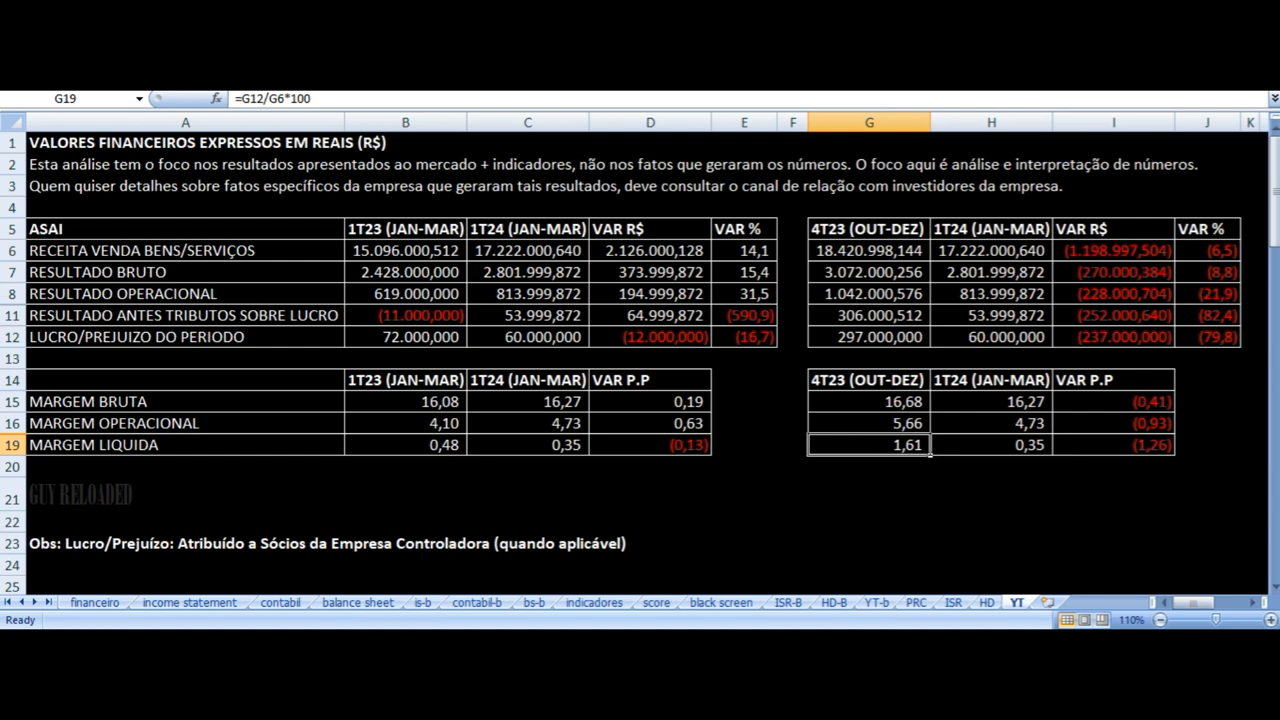 G19 fx =G12/G6*100
A B C D E F G H I J K
1 VALORES FINANCEIROS EXPRESSOS EM REAIS (R$)
2 Esta análise tem o foco nos resultados apresentados ao mercado + indicadores, não nos fatos que geraram os números. O foco aqui é análise e interpretação de números.
3 Quem quiser detalhes sobre fatos específicos da empresa que geraram tais resultados, deve consultar o canal de relação com investidores da empresa.
4
5 ASAI 1T23 (JAN-MAR) 1T24 (JAN-MAR) VAR R$ VAR % 4T23 (OUT-DEZ) 1T24 (JAN-MAR) VAR R$ VAR %
6 RECEITA VENDA BENS/SERVIÇOS 15.096.000,512 17.222.000,640 2.126.000,128 14,1 18.420.998,144 17.222.000,640 (1.198.997,504) (6,5)
7 RESULTADO BRUTO 2.428.000,000 2.801.999,872 373.999,872 15,4 3.072.000,256 2.801.999,872 (270.000,384) (8,8)
8 RESULTADO OPERACIONAL 619.000,000 813.999,872 194.999,872 31,5 1.042.000,576 813.999,872 (228.000,704) (21,9)
11 RESULTADO ANTES TRIBUTOS SOBRE LUCRO (11.000,000) 53.999,872 64.999,872 (590,9) 306.000,512 53.999,872 (252.000,640) (82,4)
12 LUCRO/PREJUIZO DO PERIODO 72.000,000 60.000,000 (12.000,000) (16,7) 297.000,000 60.000,000 (237.000,000) (79,8)
13
14 1T23 (JAN-MAR) 1T24 (JAN-MAR) VAR P.P 4T23 (OUT-DEZ) 1T24 (JAN-MAR) VAR P.P
15 MARGEM BRUTA 16,08 16,27 0,19 16,68 16,27 (0,41)
16 MARGEM OPERACIONAL 4,10 4,73 0,63 5,66 4,73 (0,93)
19 MARGEM LIQUIDA 0,48 0,35 (0,13) 1,61 0,35 (1,26)
20
21 GUY RELOADED
22
23 Obs: Lucro/Prejuízo: Atribuído a Sócios da Empresa Controladora (quando aplicável)
24
25
financeiro income statement contabil balance sheet is-b contabil-b bs-b indicadores score black screen ISR-B HD-B YT-b PRC ISR HD YT
Ready 110%